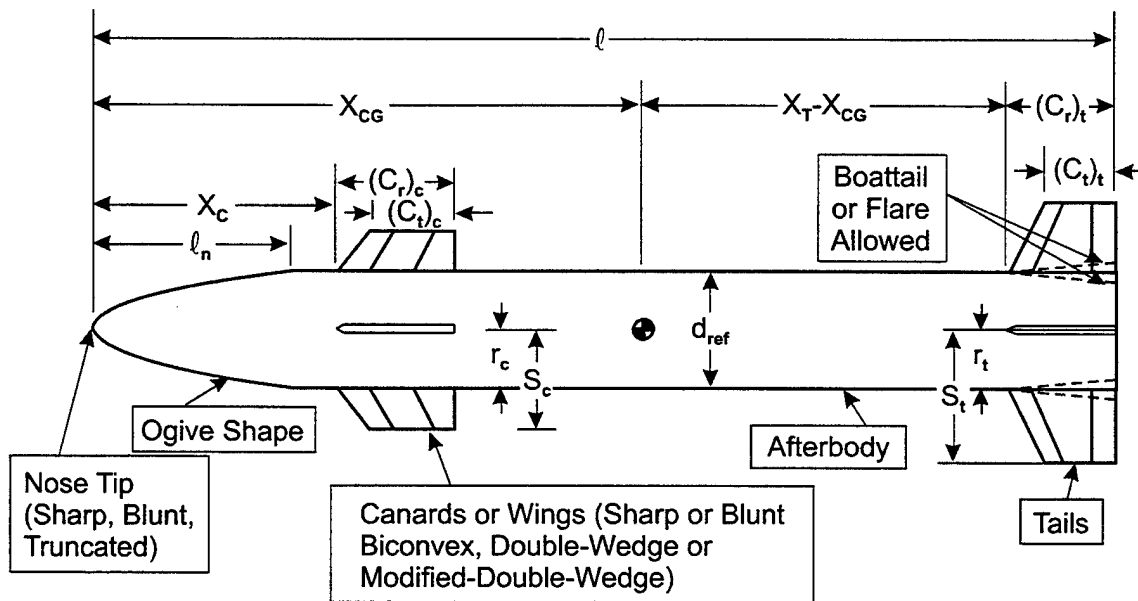 ℓ
X_CG
X_T-X_CG
(C_r)_t
(C_r)_c
(C_t)_t
X_C
(C_t)_c
Boattail
or Flare
Allowed
ℓ_n
d_ref
r_c
r_t
S_c
S_t
Ogive Shape
Afterbody
Nose Tip
(Sharp, Blunt,
Truncated)
Canards or Wings (Sharp or Blunt
Biconvex, Double-Wedge or
Modified-Double-Wedge)
Tails